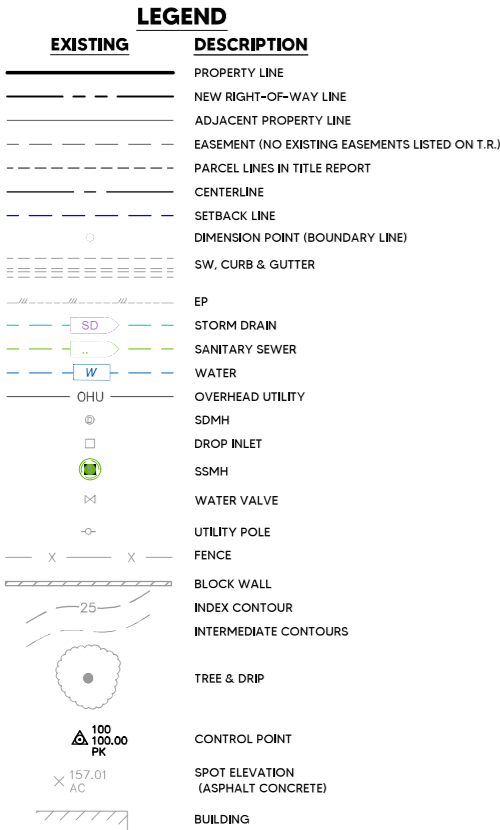 LEGEND
EXISTING DESCRIPTION
PROPERTY LINE
NEW RIGHT-OF-WAY LINE
ADJACENT PROPERTY LINE
EASEMENT (NO EXISTING EASEMENTS LISTED ON T.R.)
PARCEL LINES IN TITLE REPORT
CENTERLINE
SETBACK LINE
DIMENSION POINT (BOUNDARY LINE)
SW, CURB & GUTTER
EP
SD STORM DRAIN
.. SANITARY SEWER
W WATER
OHU OVERHEAD UTILITY
D SDMH
DROP INLET
SSMH
WATER VALVE
UTILITY POLE
X X FENCE
BLOCK WALL
25 INDEX CONTOUR
INTERMEDIATE CONTOURS
TREE & DRIP
100
100.00 CONTROL POINT
PK
157.01 SPOT ELEVATION
AC (ASPHALT CONCRETE)
BUILDING